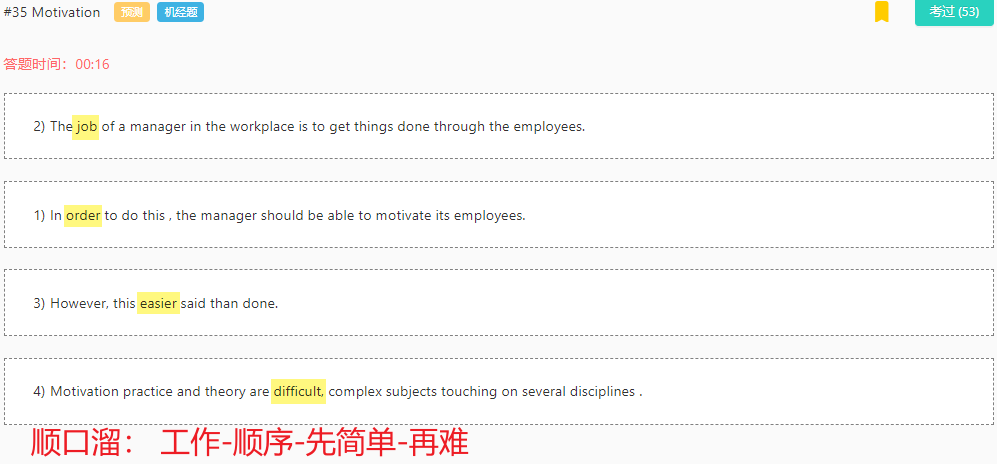 #35 Motivation 预测 机经题 考过 (53)
答题时间：00:16
2) The job of a manager in the workplace is to get things done through the employees.
1) In order to do this , the manager should be able to motivate its employees.
3) However, this easier said than done.
4) Motivation practice and theory are difficult, complex subjects touching on several disciplines .
顺口溜： 工作-顺序-先简单-再难